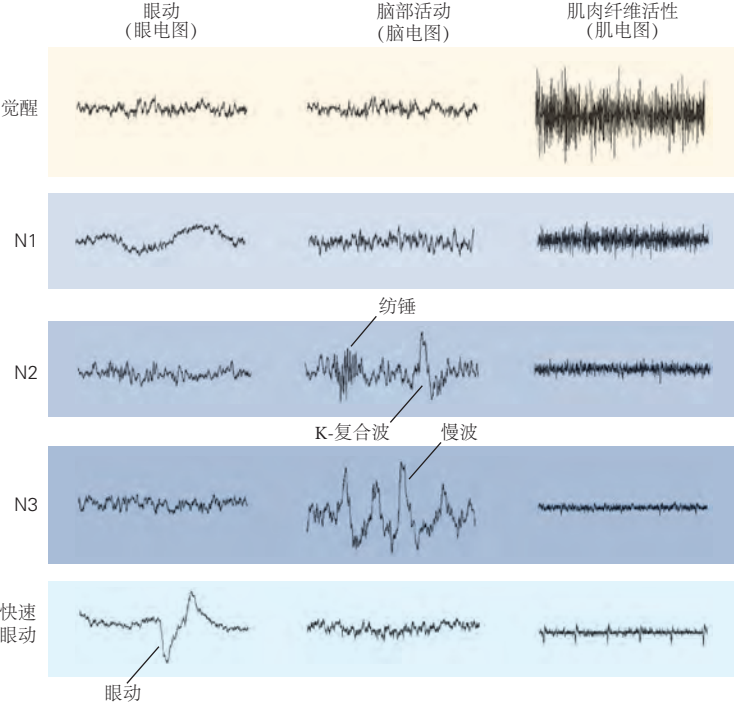 眼动
(眼电图)
脑部活动
(脑电图)
肌肉纤维活性
(肌电图)
觉醒
N1
纺锤
N2
K-复合波
慢波
N3
快速
眼动
眼动